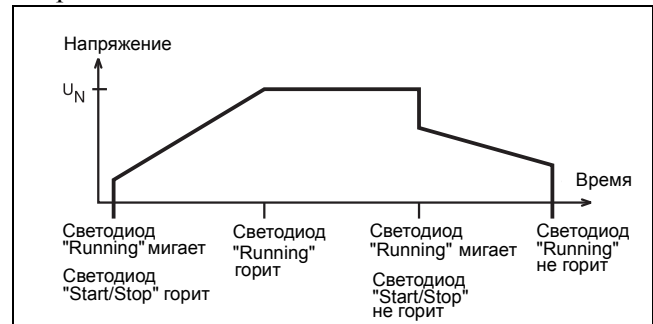 Напряжение
U_N
Время
Светодиод
"Running" мигает
Светодиод
"Start/Stop" горит
Светодиод
"Running"
горит
Светодиод
"Running" мигает
Светодиод
"Start/Stop"
не горит
Светодиод
"Running"
не горит